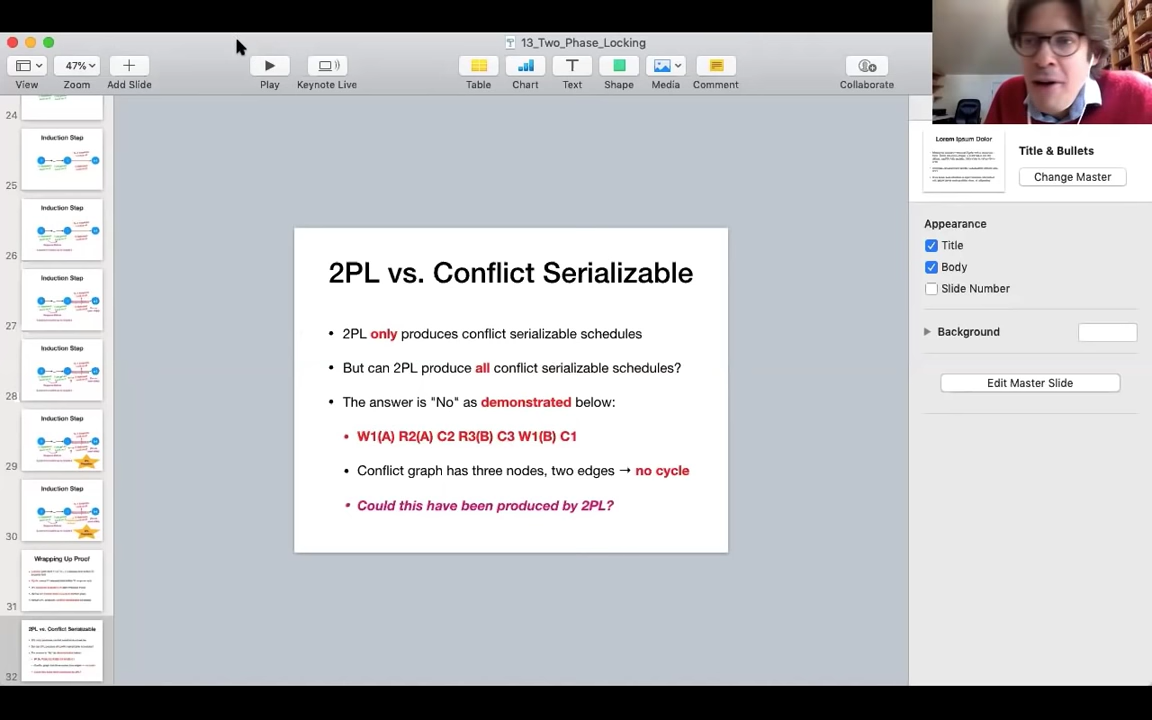 13_Two_Phase_Locking
47%
View
Zoom
Add Slide
Play
Keynote Live
Table
Chart
Text
Shape
Media
Comment
Collaborate
24
Induction Step
25
Induction Step
26
Induction Step
27
Induction Step
28
Induction Step
29
Induction Step
30
Wrapping Up Proof
31
2PL vs. Conflict Serializable
32
2PL vs. Conflict Serializable
• 2PL only produces conflict serializable schedules
• But can 2PL produce all conflict serializable schedules?
• The answer is "No" as demonstrated below:
• W1(A) R2(A) C2 R3(B) C3 W1(B) C1
• Conflict graph has three nodes, two edges → no cycle
• Could this have been produced by 2PL?
Lorem Ipsum Dolor
Title & Bullets
Change Master
Appearance
Title
Body
Slide Number
Background
Edit Master Slide